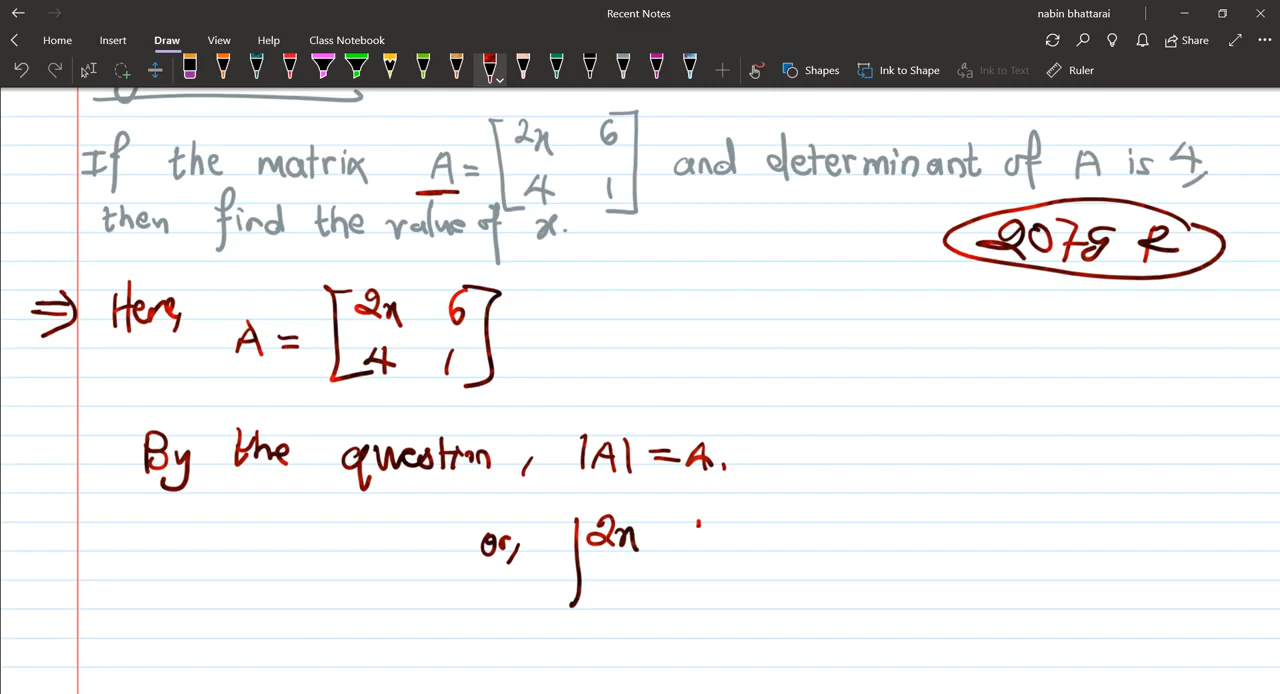 Recent Notes
nabin bhattarai
Home Insert Draw View Help Class Notebook
Share
Shapes Ink to Shape Ink to Text Ruler
If the matrix A = [2x 6
4 1] and determinant of A is 4,
then find the value of x.
2075 R
⇒ Here,
A = [2x 6
4 1]
By the question, |A| = 4.
or, |2x